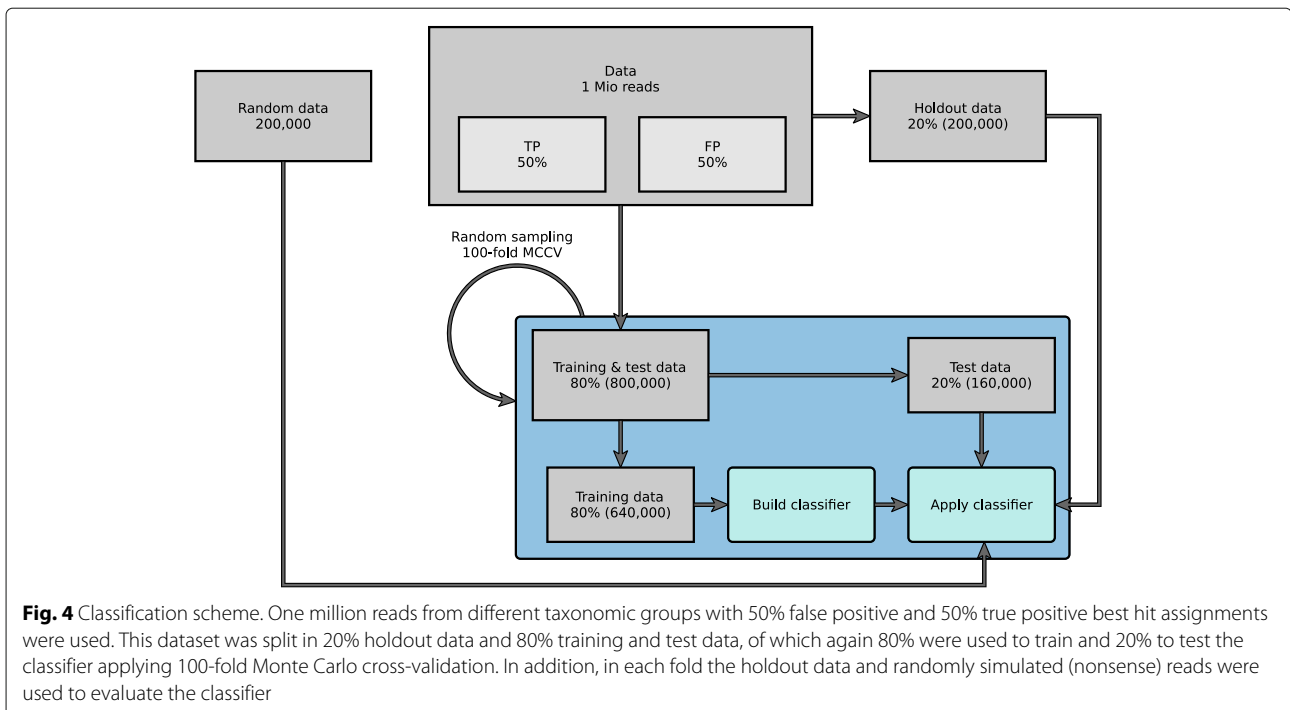 Data
1 Mio reads
Random data
200,000
Holdout data
20% (200,000)
TP
50%
FP
50%
Random sampling
100-fold MCCV
Training & test data
80% (800,000)
Test data
20% (160,000)
Training data
80% (640,000)
Build classifier
Apply classifier
Fig. 4 Classification scheme. One million reads from different taxonomic groups with 50% false positive and 50% true positive best hit assignments
were used. This dataset was split in 20% holdout data and 80% training and test data, of which again 80% were used to train and 20% to test the
classifier applying 100-fold Monte Carlo cross-validation. In addition, in each fold the holdout data and randomly simulated (nonsense) reads were
used to evaluate the classifier